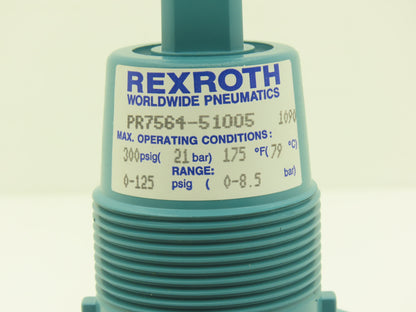 REXROTH
WORLDWIDE PNEUMATICS
PR7564-51005
MAX. OPERATING CONDITIONS:
300psig( 21 bar) 175 °F( 79 °C)
RANGE:
0-125 psig ( 0-8.5 bar)